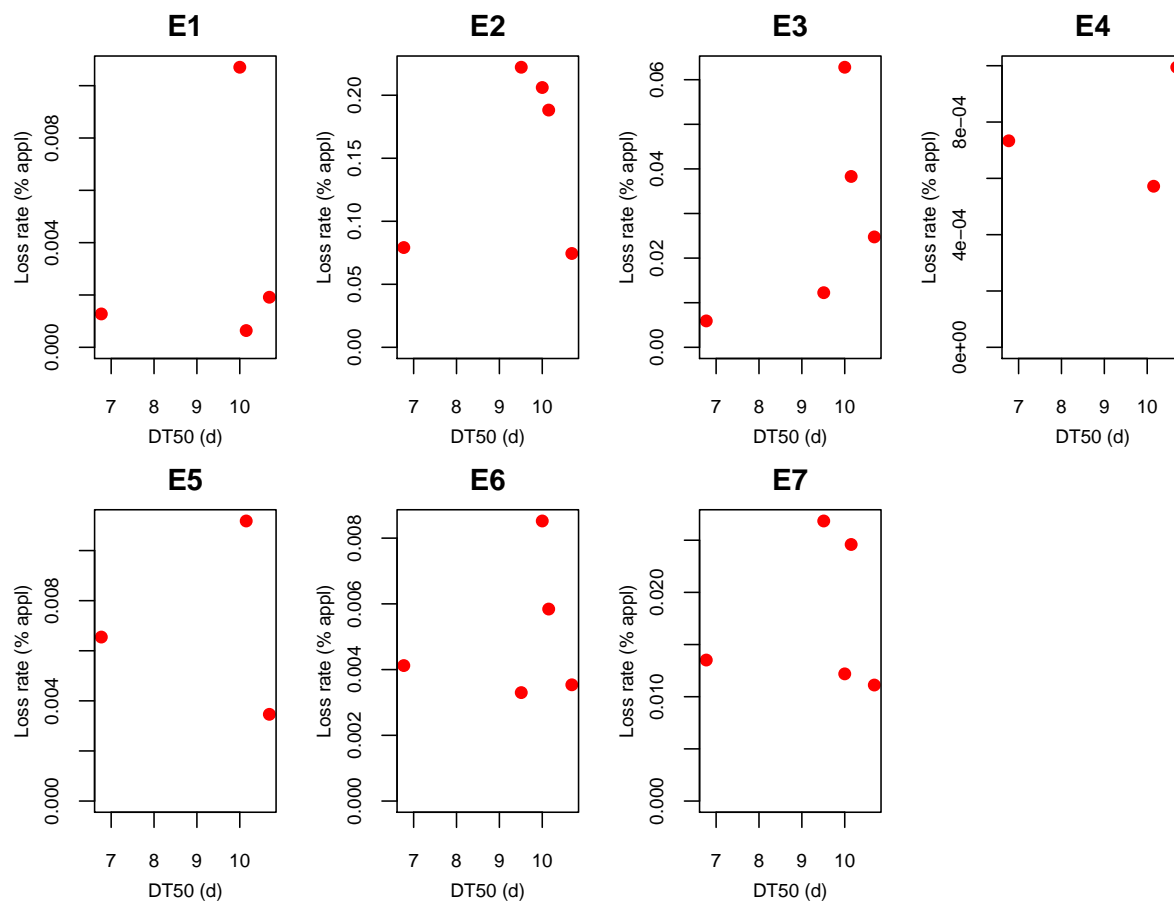 E1
E2
E3
E4
Loss rate (% appl)
0.000
0.004
0.008
7
8
9
10
DT50 (d)
Loss rate (% appl)
0.00
0.05
0.10
0.15
0.20
7
8
9
10
DT50 (d)
Loss rate (% appl)
0.00
0.02
0.04
0.06
7
8
9
10
DT50 (d)
Loss rate (% appl)
0e+00
4e−04
8e−04
7
8
9
10
DT50 (d)
E5
E6
E7
Loss rate (% appl)
0.000
0.004
0.008
7
8
9
10
DT50 (d)
Loss rate (% appl)
0.000
0.002
0.004
0.006
0.008
7
8
9
10
DT50 (d)
Loss rate (% appl)
0.000
0.010
0.020
7
8
9
10
DT50 (d)